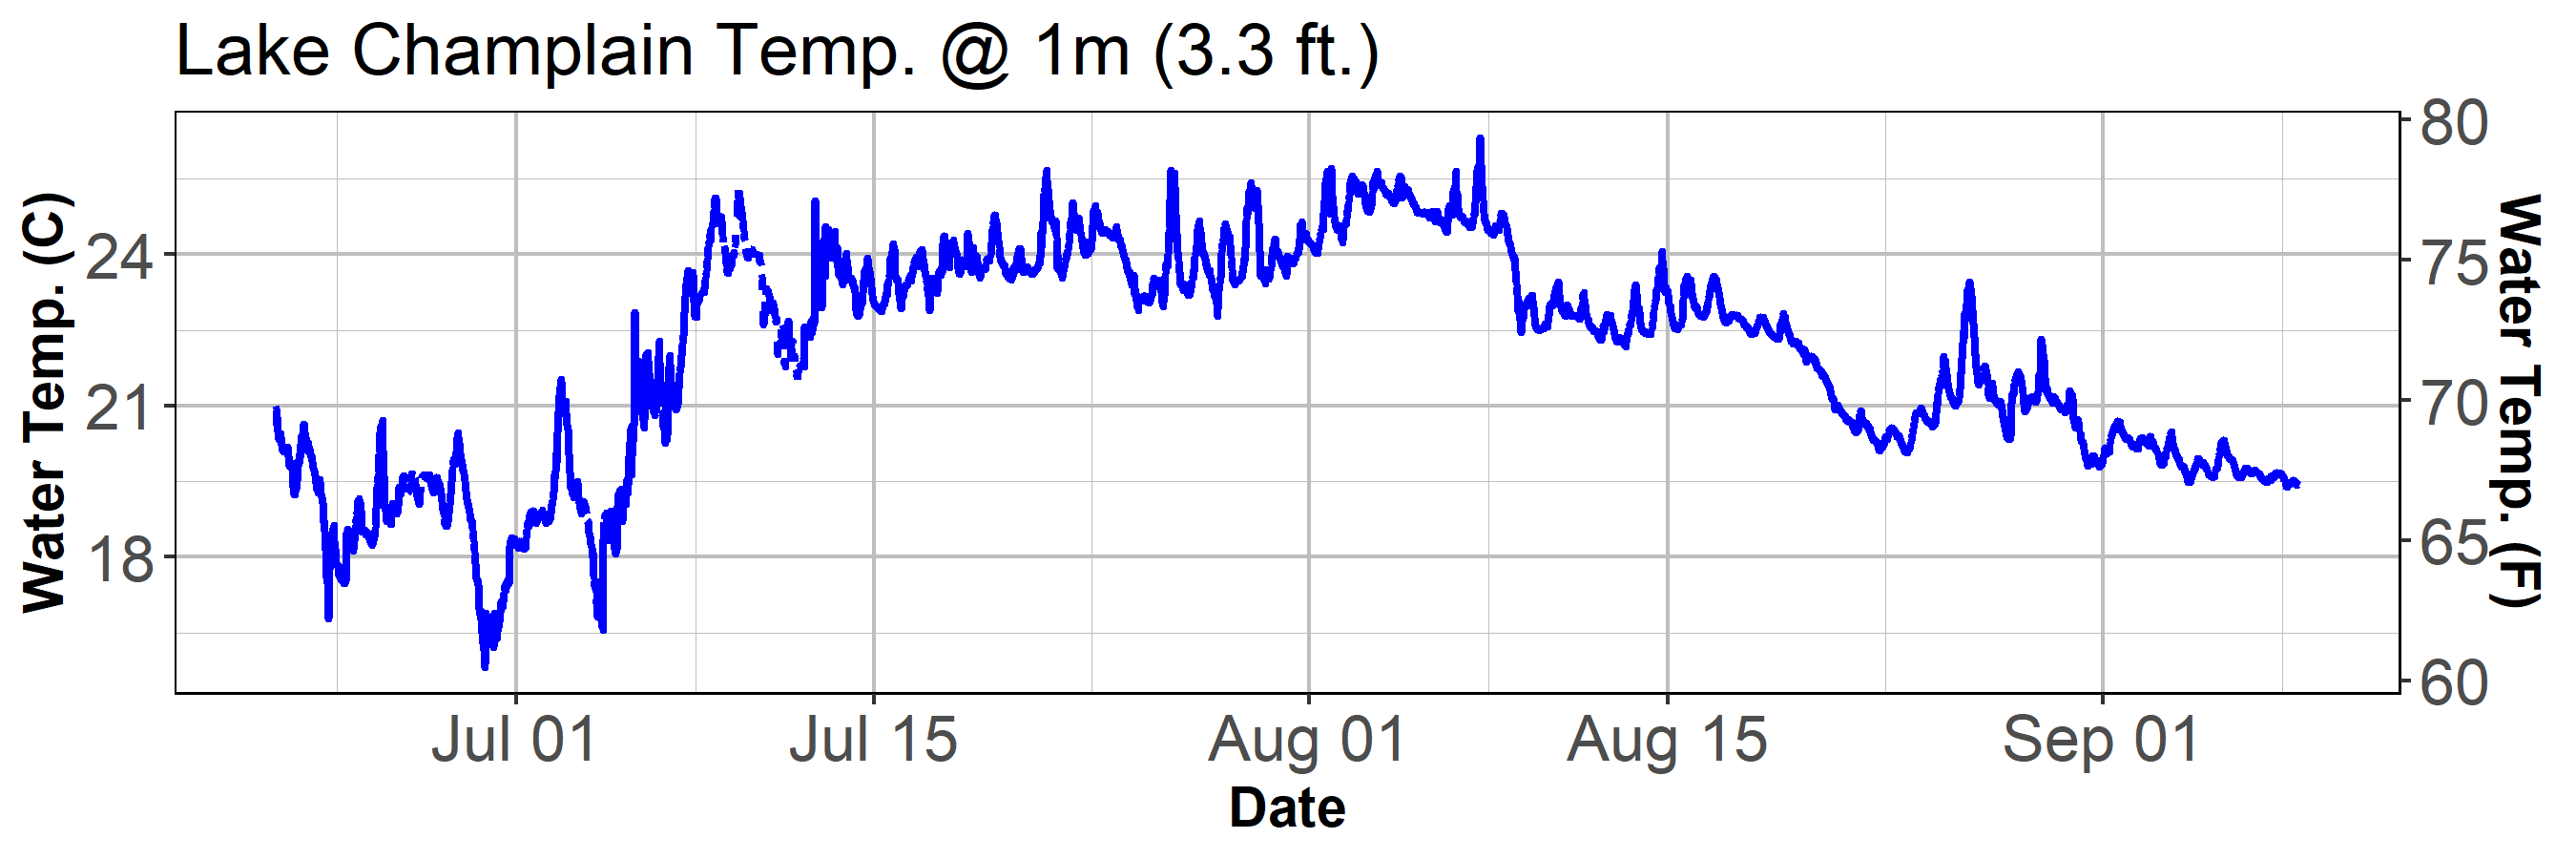 Lake Champlain Temp. @ 1m (3.3 ft.)
Water Temp. (C)
24
21
18
80
75
70
65
60
Water Temp. (F)
Jul 01 Jul 15 Aug 01 Aug 15 Sep 01
Date